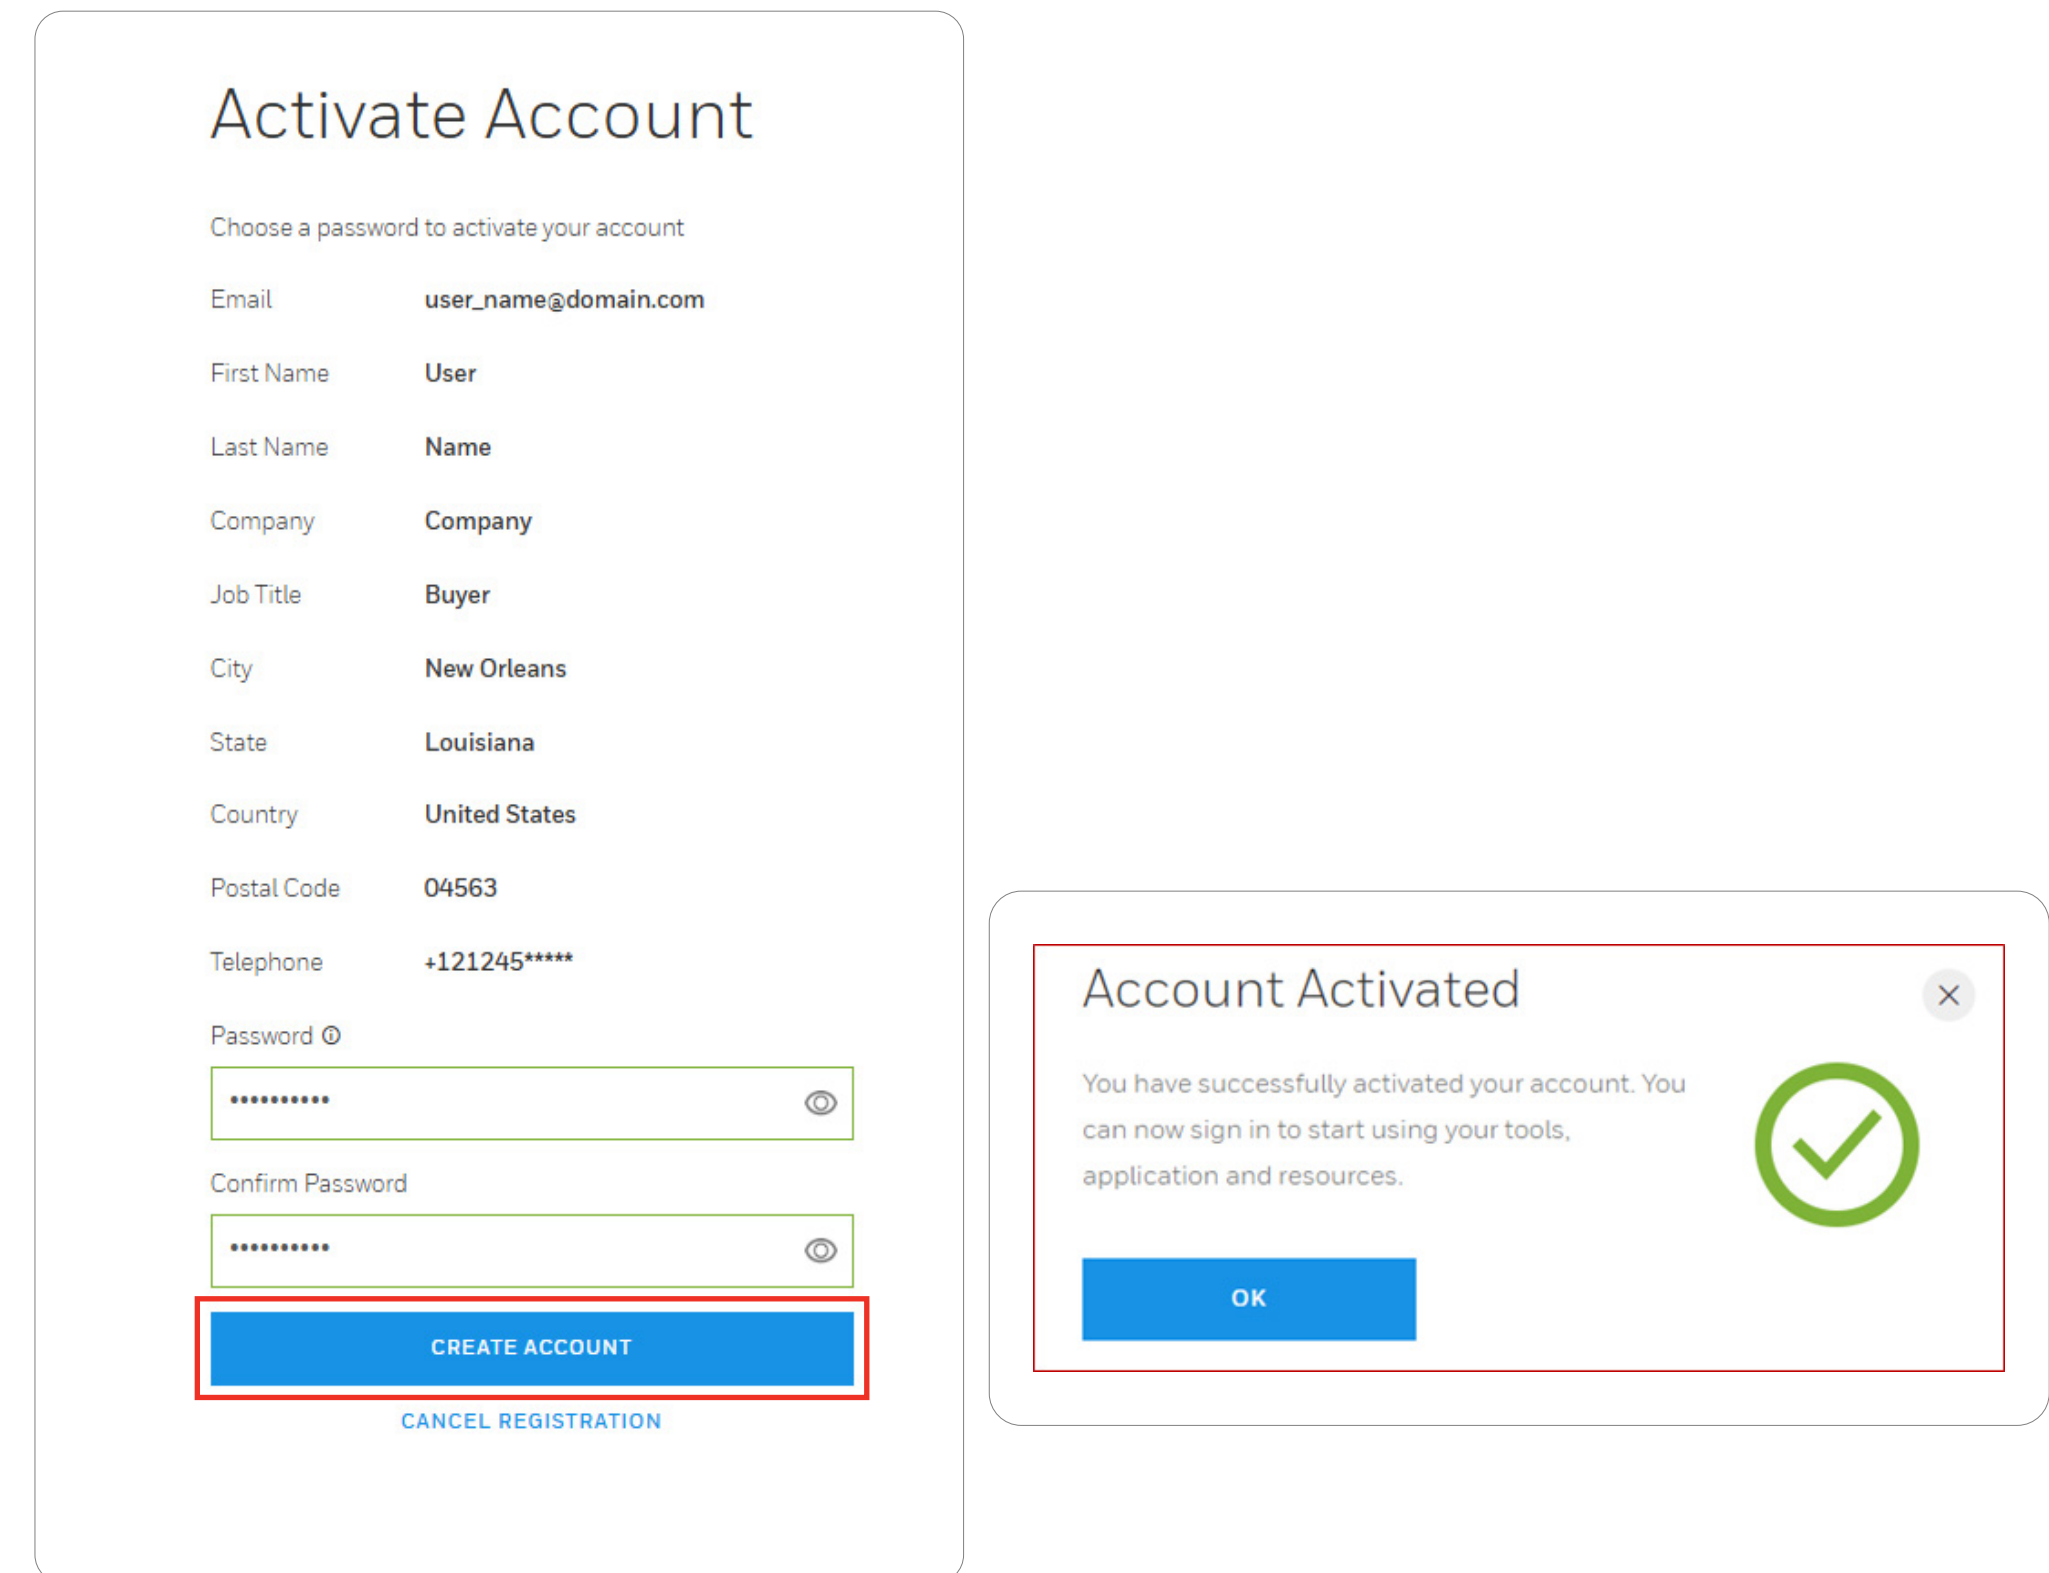 Activate Account
Choose a password to activate your account
Email user_name@domain.com
First Name User
Last Name Name
Company Company
Job Title Buyer
City New Orleans
State Louisiana
Country United States
Postal Code 04563
Telephone +121245*****
Password
••••••••••
Confirm Password
••••••••••
CREATE ACCOUNT
CANCEL REGISTRATION
Account Activated
You have successfully activated your account. You
can now sign in to start using your tools,
application and resources.
OK